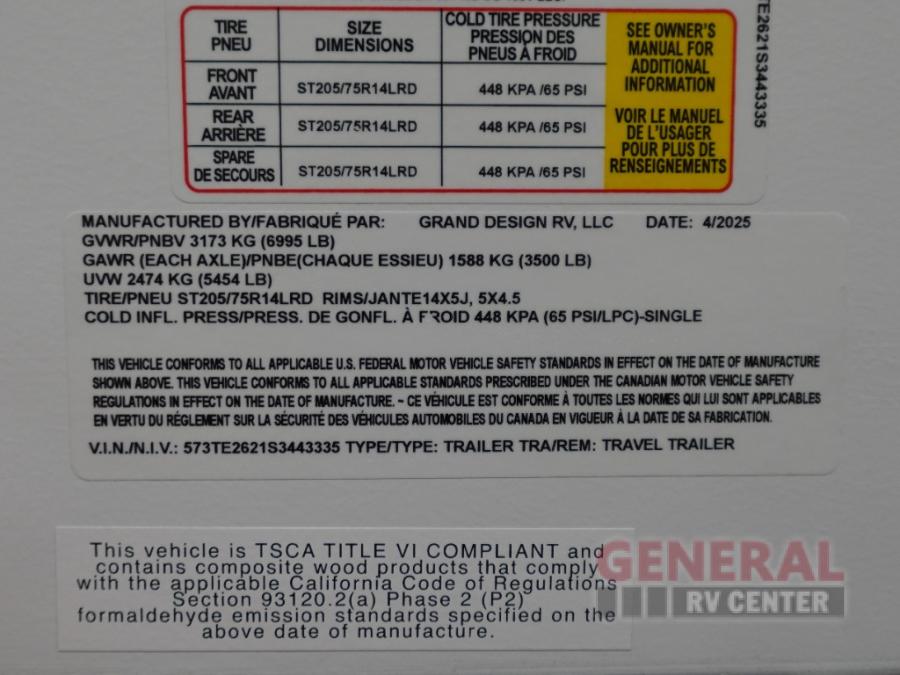 TIRE
PNEU
SIZE
DIMENSIONS
COLD TIRE PRESSURE
PRESSION DES
PNEUS À FROID
SEE OWNER'S
MANUAL FOR
ADDITIONAL
INFORMATION
FRONT
AVANT
ST205/75R14LRD
448 KPA /65 PSI
REAR
ARRIÈRE
ST205/75R14LRD
448 KPA /65 PSI
VOIR LE MANUEL
DE L'USAGER
POUR PLUS DE
RENSEIGNEMENTS
SPARE
DE SECOURS
ST205/75R14LRD
448 KPA /65 PSI
TE2621S3443335
MANUFACTURED BY/FABRIQUÉ PAR: GRAND DESIGN RV, LLC DATE: 4/2025
GVWR/PNBV 3173 KG (6995 LB)
GAWR (EACH AXLE)/PNBE(CHAQUE ESSIEU) 1588 KG (3500 LB)
UVW 2474 KG (5454 LB)
TIRE/PNEU ST205/75R14LRD RIMS/JANTE14X5J, 5X4.5
COLD INFL. PRESS/PRESS. DE GONFL. À FROID 448 KPA (65 PSI/LPC)-SINGLE
THIS VEHICLE CONFORMS TO ALL APPLICABLE U.S. FEDERAL MOTOR VEHICLE SAFETY STANDARDS IN EFFECT ON THE DATE OF MANUFACTURE
SHOWN ABOVE. THIS VEHICLE CONFORMS TO ALL APPLICABLE STANDARDS PRESCRIBED UNDER THE CANADIAN MOTOR VEHICLE SAFETY
REGULATIONS IN EFFECT ON THE DATE OF MANUFACTURE. ~ CE VÉHICULE EST CONFORME À TOUTES LES NORMES QUI LUI SONT APPLICABLES
EN VERTU DU RÉGLEMENT SUR LA SÉCURITÉ DES VÉHICULES AUTOMOBILES DU CANADA EN VIGUEUR À LA DATE DE SA FABRICATION.
V.I.N./N.I.V.: 573TE2621S3443335 TYPE/TYPE: TRAILER TRA/REM: TRAVEL TRAILER
This vehicle is TSCA TITLE VI COMPLIANT and
contains composite wood products that comply
with the applicable California Code of Regulations
Section 93120.2(a) Phase 2 (P2)
formaldehyde emission standards specified on the
above date of manufacture.
GENERAL
RV CENTER